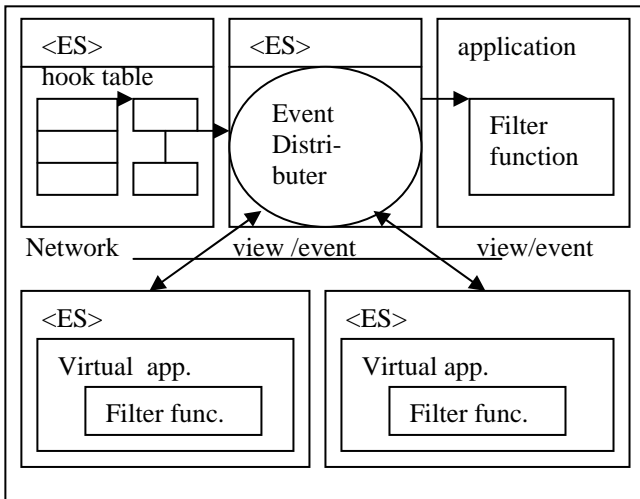 <ES>
hook table
<ES>
Event
Distri-
buter
application
Filter
function
Network
view /event
view/event
<ES>
Virtual  app.
Filter func.
<ES>
Virtual app.
Filter func.